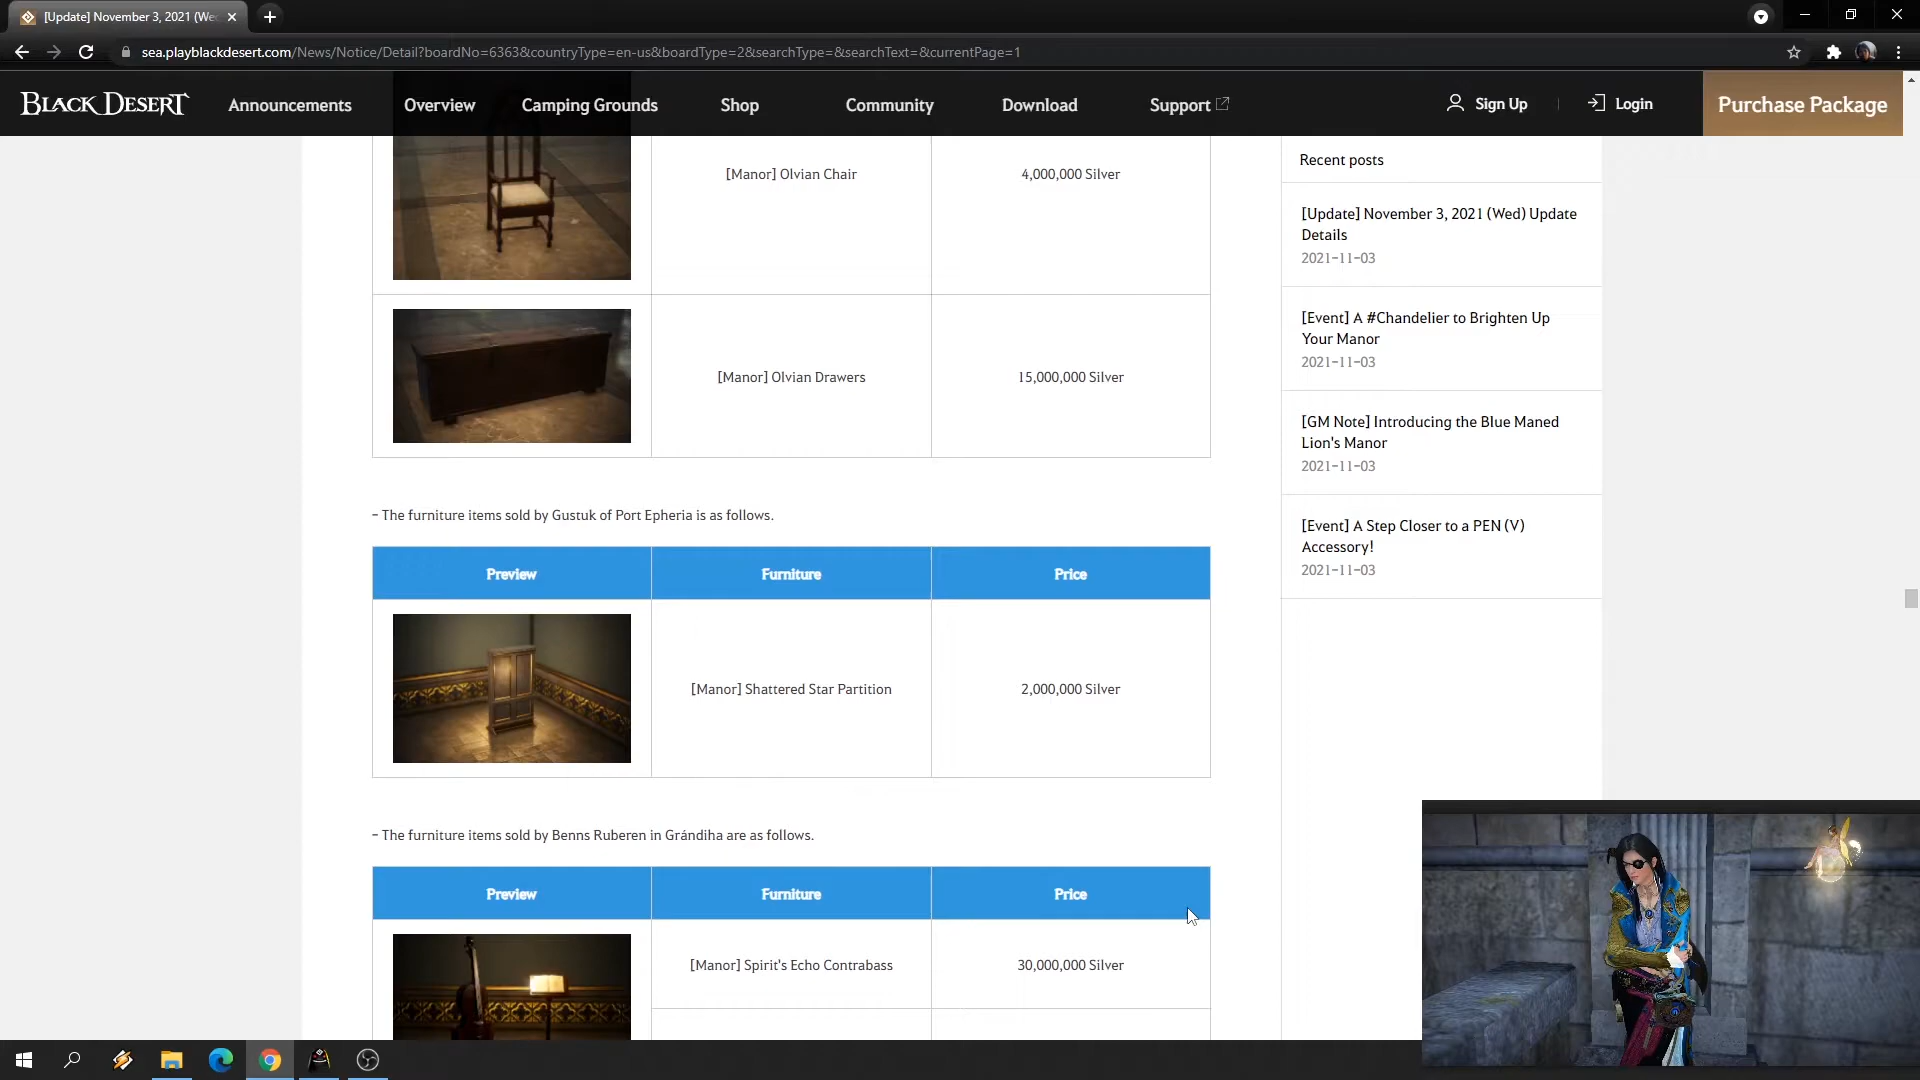 [Update] November 3, 2021 (We
sea.playblackdesert.com/News/Notice/Detail?boardNo=6363&countryType=en-us&boardType=2&searchType=&searchText=&currentPage=1
BLACK DESERT
Announcements
Overview
Camping Grounds
Shop
Community
Download
Support
Sign Up
Login
Purchase Package
[Manor] Olvian Chair
4,000,000 Silver
[Manor] Olvian Drawers
15,000,000 Silver
- The furniture items sold by Gustuk of Port Epheria is as follows.
Preview
Furniture
Price
[Manor] Shattered Star Partition
2,000,000 Silver
- The furniture items sold by Benns Ruberen in Grándiha are as follows.
Preview
Furniture
Price
[Manor] Spirit's Echo Contrabass
30,000,000 Silver
Recent posts
[Update] November 3, 2021 (Wed) Update
Details
2021-11-03
[Event] A #Chandelier to Brighten Up
Your Manor
2021-11-03
[GM Note] Introducing the Blue Maned
Lion's Manor
2021-11-03
[Event] A Step Closer to a PEN (V)
Accessory!
2021-11-03